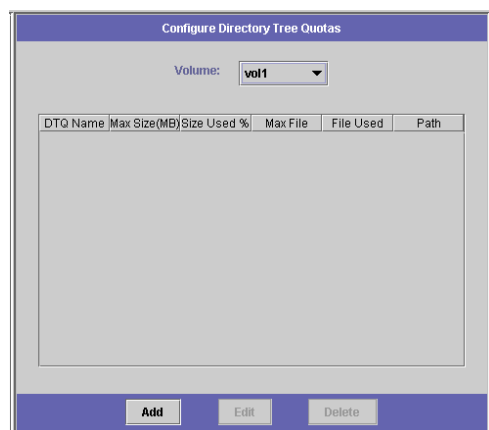 Configure Directory Tree Quotas
Volume: vol1
DTQ Name Max Size(MB) Size Used % Max File File Used Path
Add Edit Delete